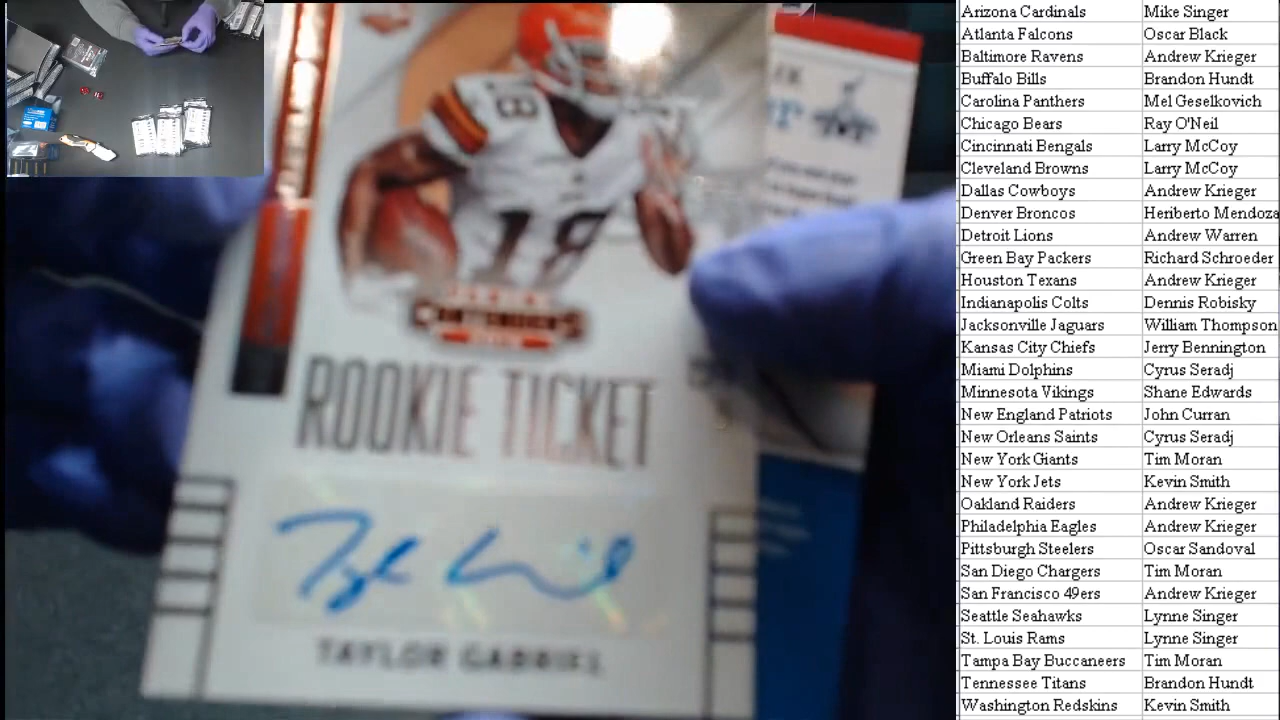 18
8
PANINI
CONTENDERS
ROOKIE TICKET
TAYLOR GABRIEL
Arizona Cardinals Mike Singer
Atlanta Falcons Oscar Black
Baltimore Ravens Andrew Krieger
Buffalo Bills Brandon Hundt
Carolina Panthers Mel Geselkovich
Chicago Bears Ray O'Neil
Cincinnati Bengals Larry McCoy
Cleveland Browns Larry McCoy
Dallas Cowboys Andrew Krieger
Denver Broncos Heriberto Mendoza
Detroit Lions Andrew Warren
Green Bay Packers Richard Schroeder
Houston Texans Andrew Krieger
Indianapolis Colts Dennis Robisky
Jacksonville Jaguars William Thompson
Kansas City Chiefs Jerry Bennington
Miami Dolphins Cyrus Seradj
Minnesota Vikings Shane Edwards
New England Patriots John Curran
New Orleans Saints Cyrus Seradj
New York Giants Tim Moran
New York Jets Kevin Smith
Oakland Raiders Andrew Krieger
Philadelphia Eagles Andrew Krieger
Pittsburgh Steelers Oscar Sandoval
San Diego Chargers Tim Moran
San Francisco 49ers Andrew Krieger
Seattle Seahawks Lynne Singer
St. Louis Rams Lynne Singer
Tampa Bay Buccaneers Tim Moran
Tennessee Titans Brandon Hundt
Washington Redskins Kevin Smith